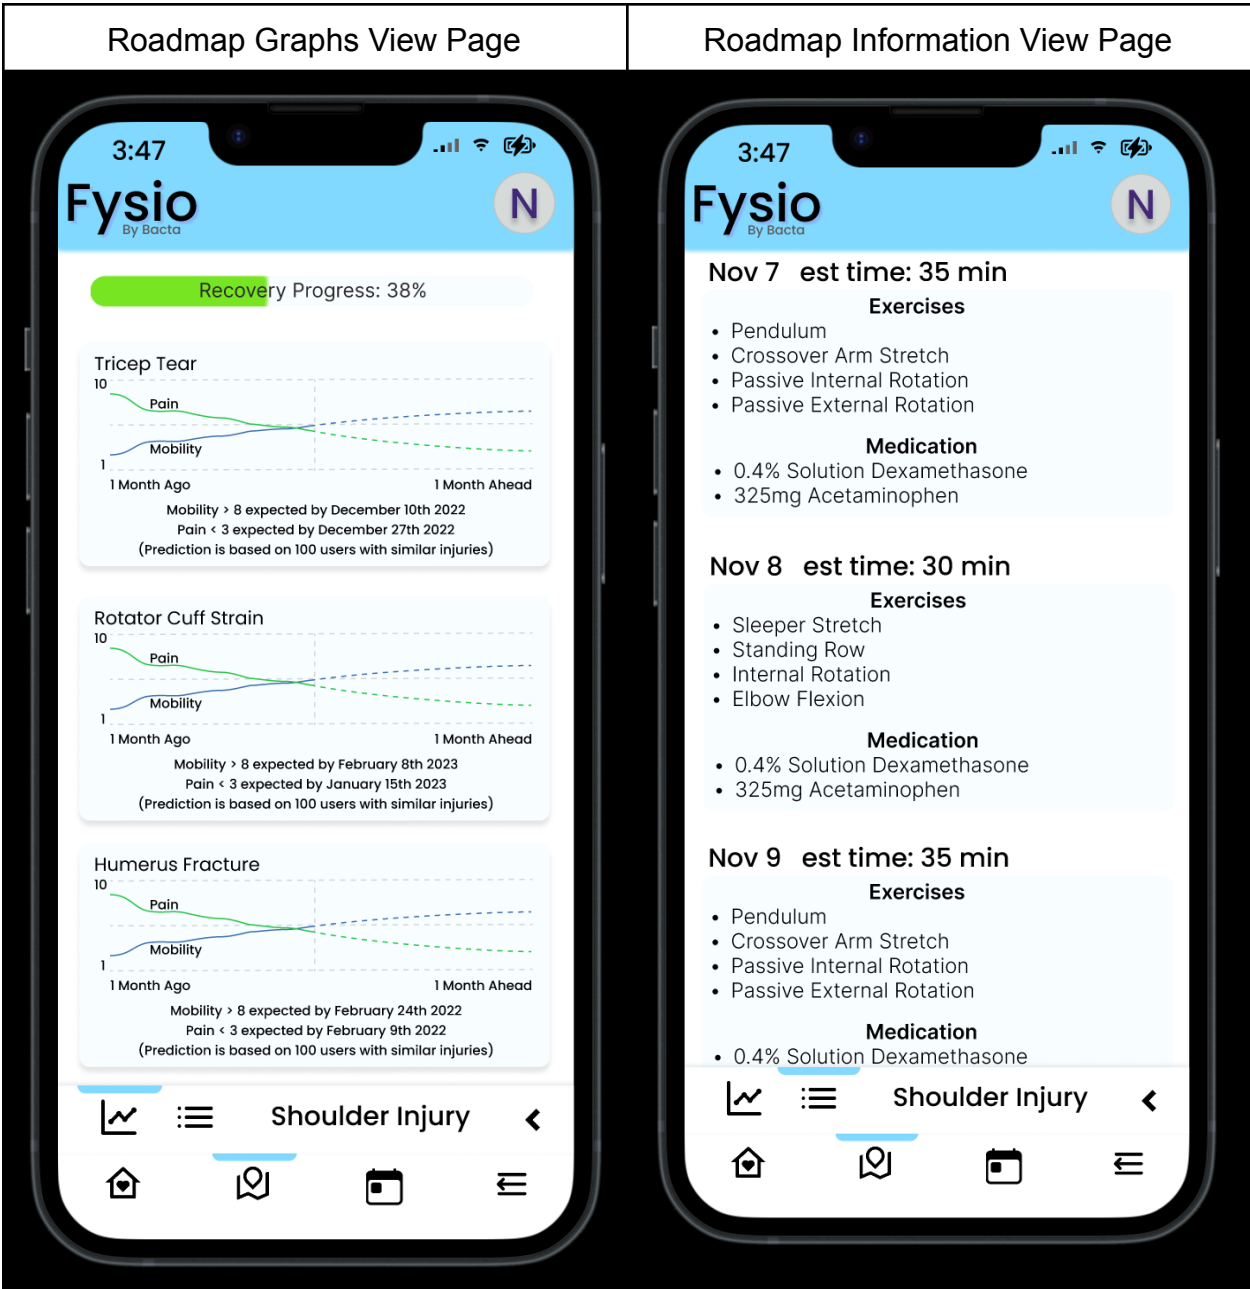 Roadmap Graphs View Page
Roadmap Information View Page
3:47
Fysio
By Bacta
N
Recovery Progress: 38%
Tricep Tear
10
Pain
Mobility
1
1 Month Ago
1 Month Ahead
Mobility > 8 expected by December 10th 2022
Pain < 3 expected by December 27th 2022
(Prediction is based on 100 users with similar injuries)
Rotator Cuff Strain
10
Pain
Mobility
1
1 Month Ago
1 Month Ahead
Mobility > 8 expected by February 8th 2023
Pain < 3 expected by January 15th 2023
(Prediction is based on 100 users with similar injuries)
Humerus Fracture
10
Pain
Mobility
1
1 Month Ago
1 Month Ahead
Mobility > 8 expected by February 24th 2022
Pain < 3 expected by February 9th 2022
(Prediction is based on 100 users with similar injuries)
Shoulder Injury
3:47
Fysio
By Bacta
N
Nov 7 est time: 35 min
Exercises
• Pendulum
• Crossover Arm Stretch
• Passive Internal Rotation
• Passive External Rotation
Medication
• 0.4% Solution Dexamethasone
• 325mg Acetaminophen
Nov 8 est time: 30 min
Exercises
• Sleeper Stretch
• Standing Row
• Internal Rotation
• Elbow Flexion
Medication
• 0.4% Solution Dexamethasone
• 325mg Acetaminophen
Nov 9 est time: 35 min
Exercises
• Pendulum
• Crossover Arm Stretch
• Passive Internal Rotation
• Passive External Rotation
Medication
• 0.4% Solution Dexamethasone
Shoulder Injury